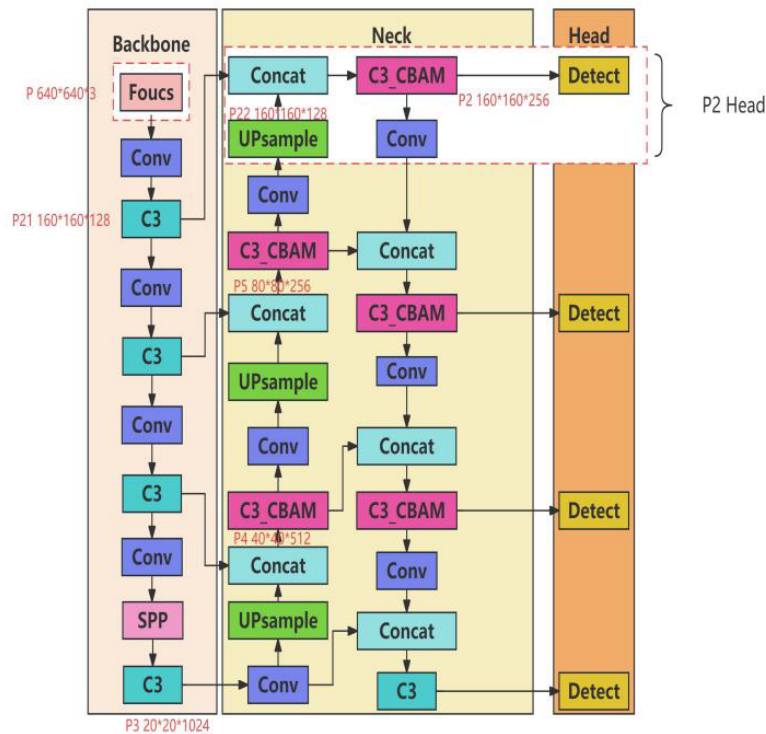 Backbone
Neck
Head
P 640*640*3
Foucs
Conv
P21 160*160*128
C3
Conv
C3
Conv
C3
Conv
SPP
C3
P3 20*20*1024
Concat
P22 160*160*128
UPsample
Conv
C3_CBAM
P5 80*80*256
Concat
UPsample
Conv
C3_CBAM
P4 40*40*512
Concat
UPsample
Conv
C3_CBAM
P2 160*160*256
Conv
Concat
C3_CBAM
Conv
Concat
C3_CBAM
Conv
Concat
C3
Detect
P2 Head
Detect
Detect
Detect